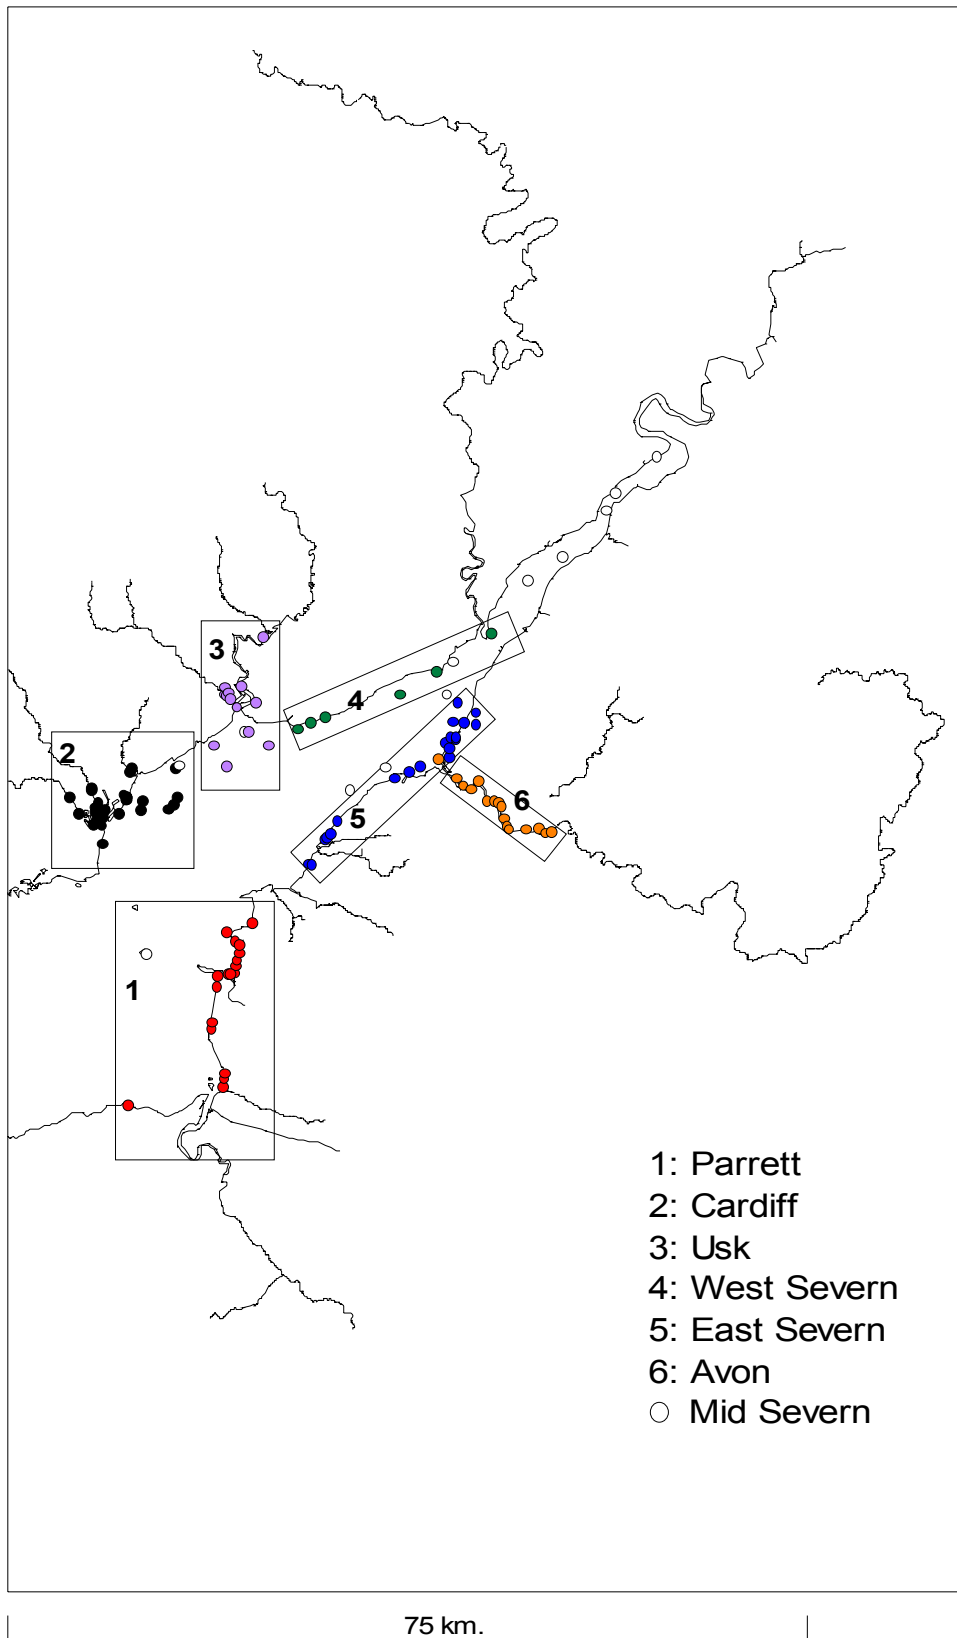 3
4
2
6
5
1
1: Parrett
2: Cardiff
3: Usk
4: West Severn
5: East Severn
6: Avon
Mid Severn
75 km.